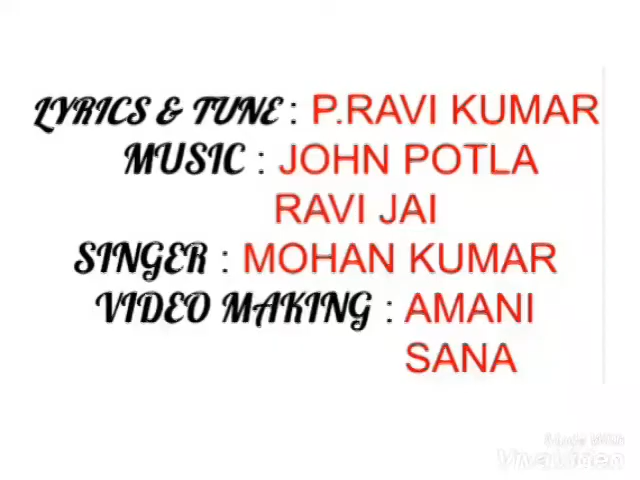 LYRICS & TUNE : P.RAVI KUMAR
MUSIC : JOHN POTLA
RAVI JAI
SINGER : MOHAN KUMAR
VIDEO MAKING : AMANI
SANA
Made With
VivaVideo